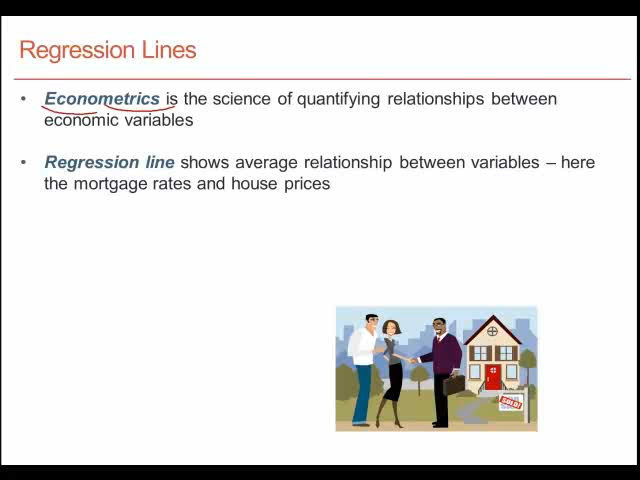 Regression Lines
• Econometrics is the science of quantifying relationships between
economic variables
• Regression line shows average relationship between variables – here
the mortgage rates and house prices
SOLD!